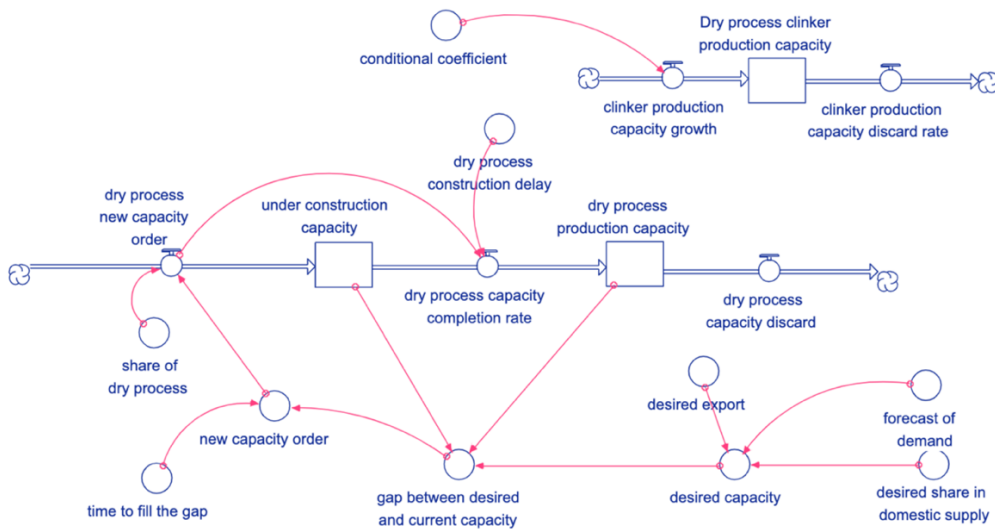 Dry process clinker
production capacity
conditional coefficient
clinker production
capacity growth
clinker production
capacity discard rate
dry process
construction delay
dry process
new capacity
order
under construction
capacity
dry process
production capacity
dry process capacity
completion rate
dry process
capacity discard
share of
dry process
desired export
forecast of
demand
new capacity order
time to fill the gap
gap between desired
and current capacity
desired capacity
desired share in
domestic supply